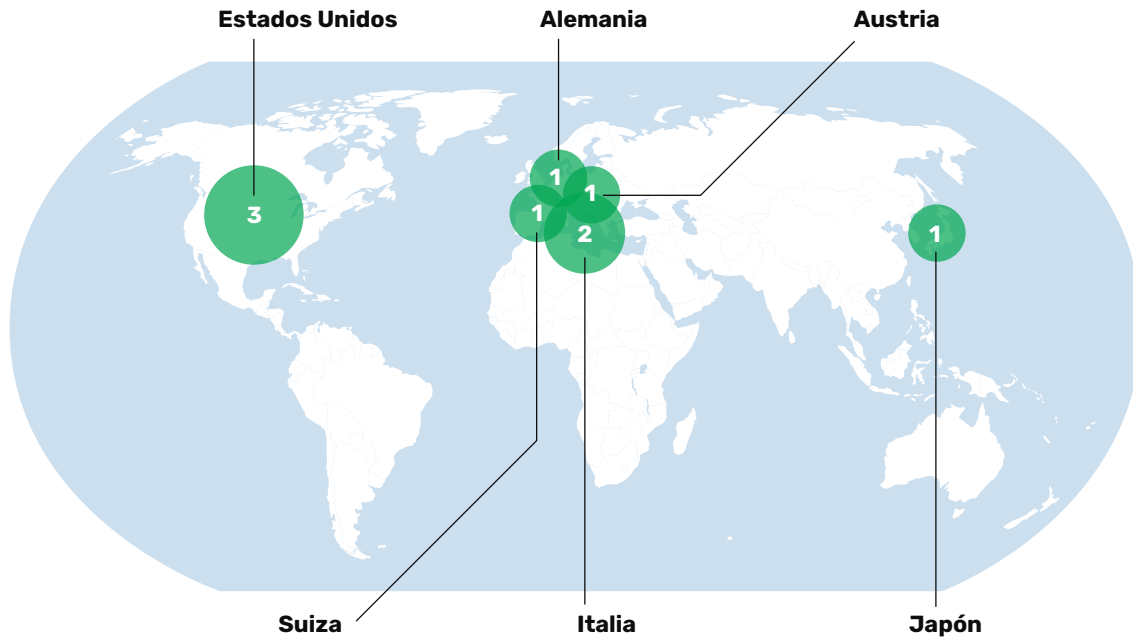 Estados Unidos
Alemania
Austria
1
1
3
1
2
1
Suiza
Italia
Japón